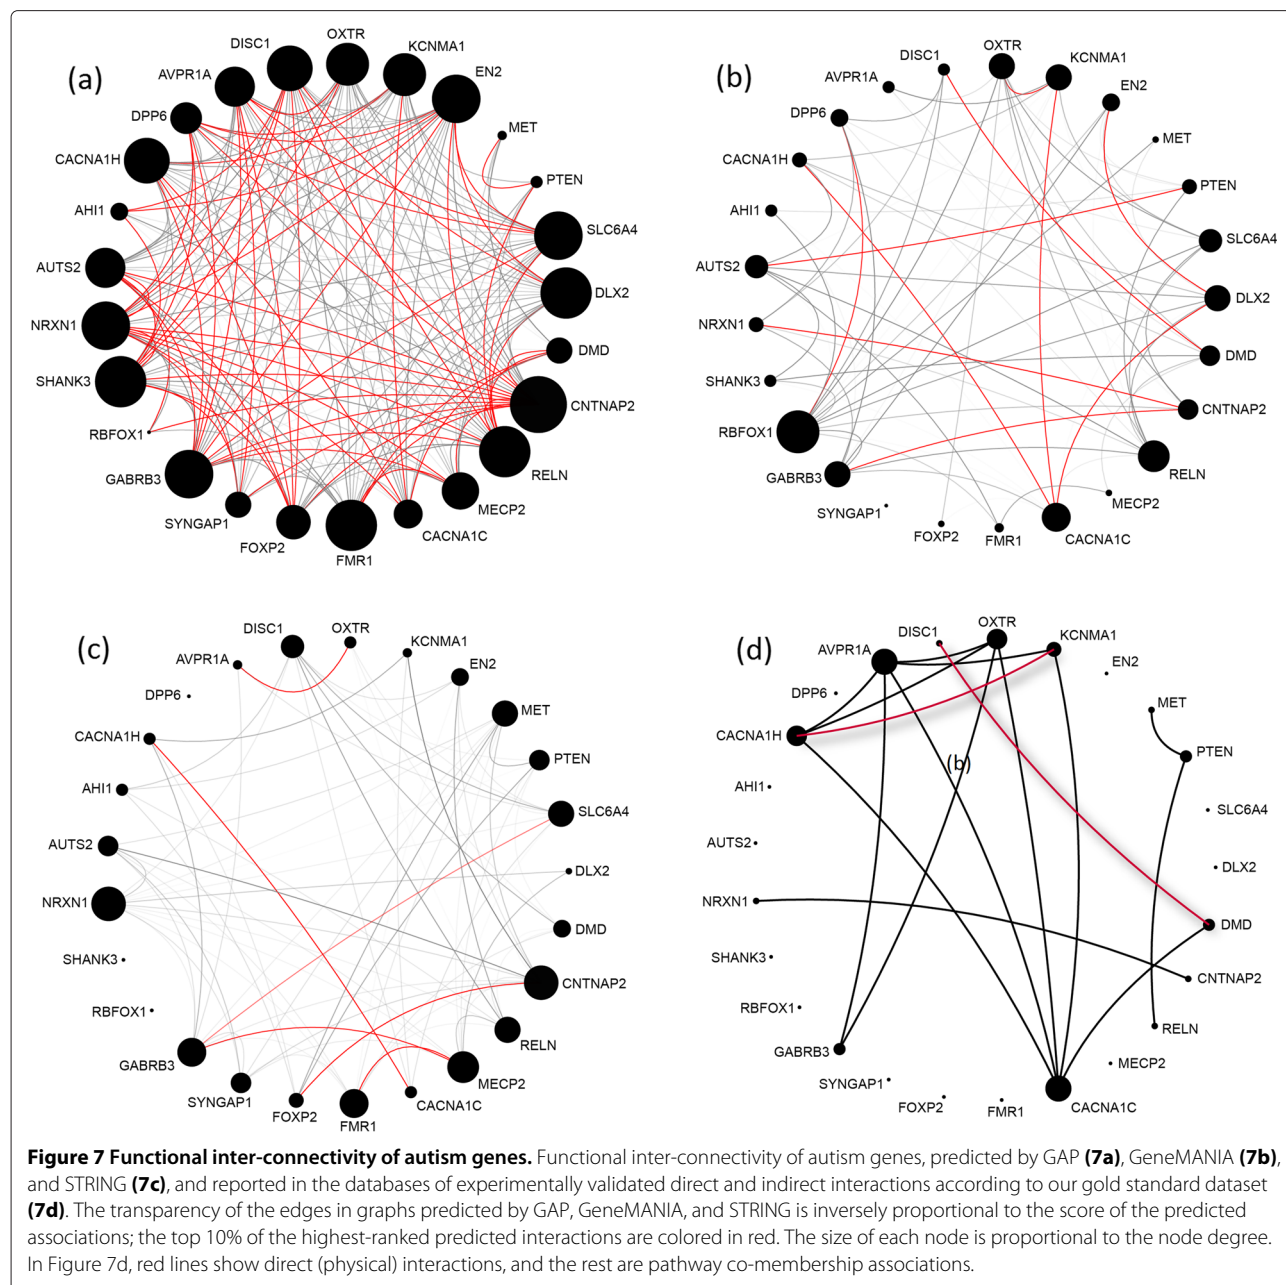 (a)
OXTR
DISC1
KCNMA1
AVPR1A
EN2
DPP6
MET
CACNA1H
PTEN
AHI1
SLC6A4
AUTS2
DLX2
NRXN1
DMD
SHANK3
CNTNAP2
RBFOX1
RELN
GABRB3
MECP2
SYNGAP1
CACNA1C
FOXP2
FMR1
(b)
OXTR
DISC1
KCNMA1
AVPR1A
EN2
DPP6
MET
CACNA1H
PTEN
AHI1
SLC6A4
AUTS2
DLX2
NRXN1
DMD
SHANK3
CNTNAP2
RBFOX1
RELN
GABRB3
MECP2
SYNGAP1
FOXP2
FMR1
CACNA1C
(c)
DISC1
OXTR
KCNMA1
AVPR1A
EN2
DPP6
MET
CACNA1H
PTEN
AHI1
SLC6A4
AUTS2
DLX2
NRXN1
DMD
SHANK3
CNTNAP2
RBFOX1
RELN
GABRB3
MECP2
SYNGAP1
CACNA1C
FOXP2
FMR1
(d)
OXTR
DISC1
KCNMA1
AVPR1A
EN2
DPP6
MET
CACNA1H
PTEN
(b)
AHI1
SLC6A4
AUTS2
DLX2
NRXN1
DMD
SHANK3
CNTNAP2
RBFOX1
RELN
GABRB3
MECP2
SYNGAP1
CACNA1C
FOXP2
FMR1
Figure 7 Functional inter-connectivity of autism genes. Functional inter-connectivity of autism genes, predicted by GAP (7a), GeneMANIA (7b),
and STRING (7c), and reported in the databases of experimentally validated direct and indirect interactions according to our gold standard dataset
(7d). The transparency of the edges in graphs predicted by GAP, GeneMANIA, and STRING is inversely proportional to the score of the predicted
associations; the top 10% of the highest-ranked predicted interactions are colored in red. The size of each node is proportional to the node degree.
In Figure 7d, red lines show direct (physical) interactions, and the rest are pathway co-membership associations.